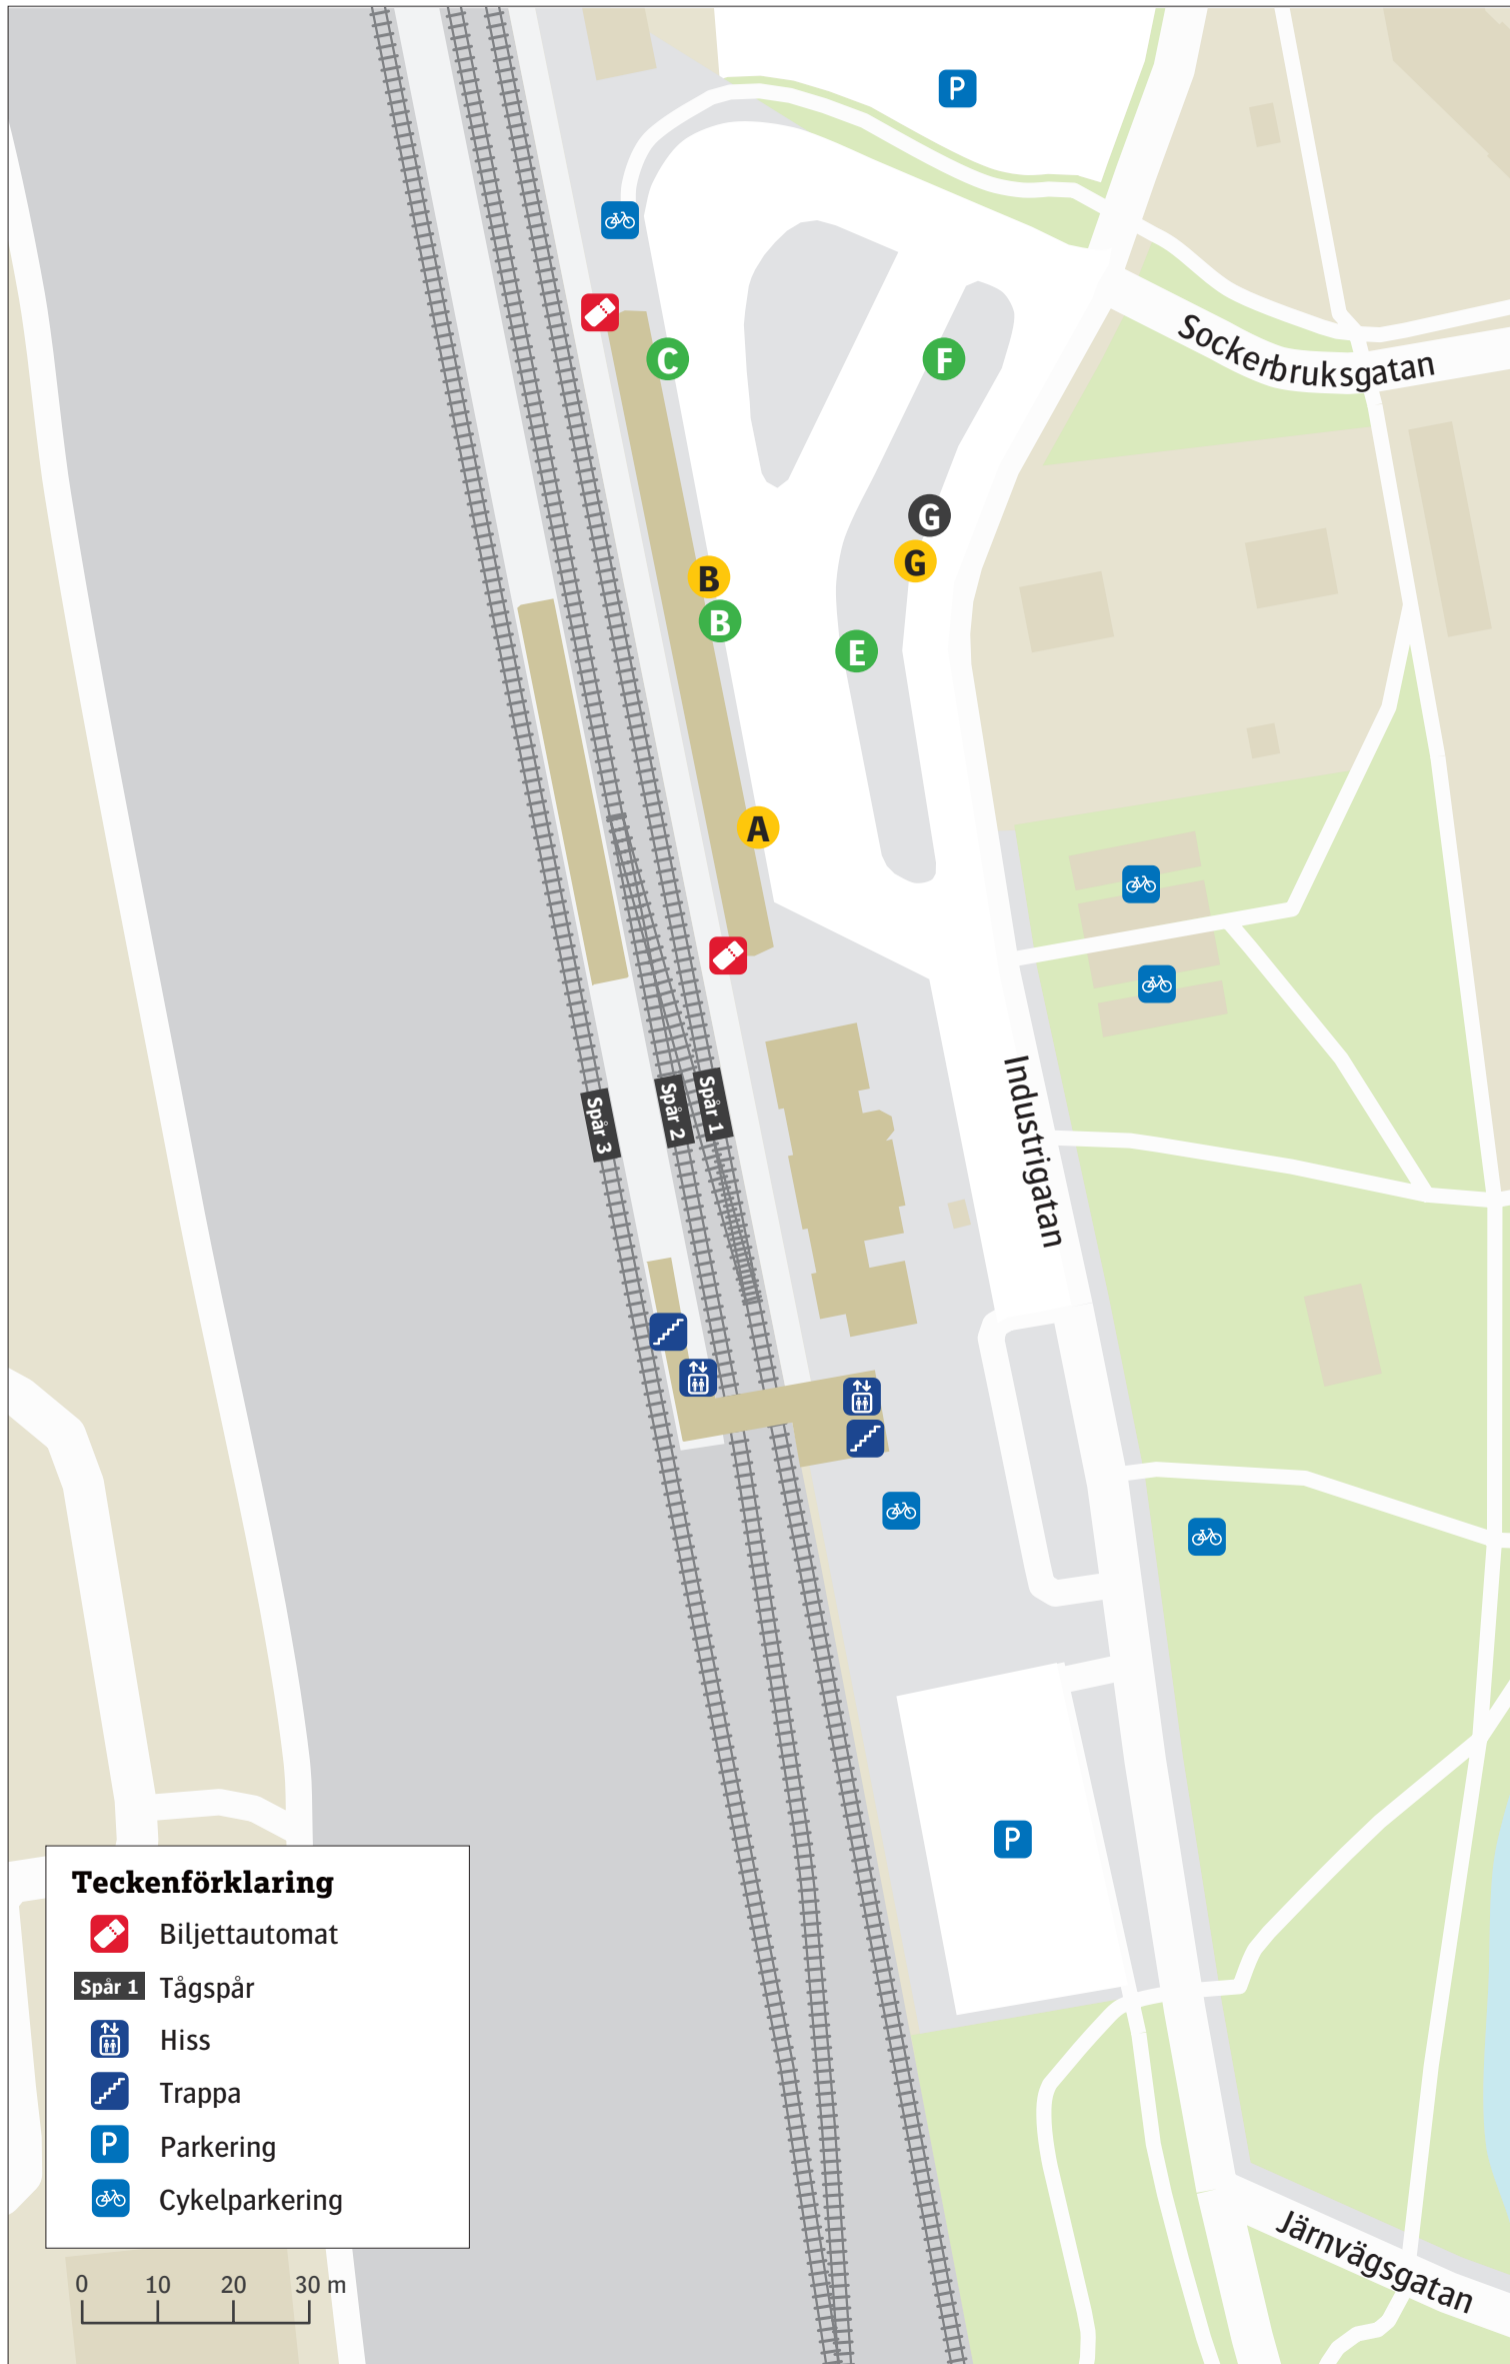 P
C
F
Sockerbruksgatan
G
G
B
B
E
A
Industrigatan
Spår 1
Spår 2
Spår 3
P
Teckenförklaring
Biljettautomat
Spår 1 Tågspår
Hiss
Trappa
P Parkering
Cykelparkering
Järnvägsgatan
0 10 20 30 m